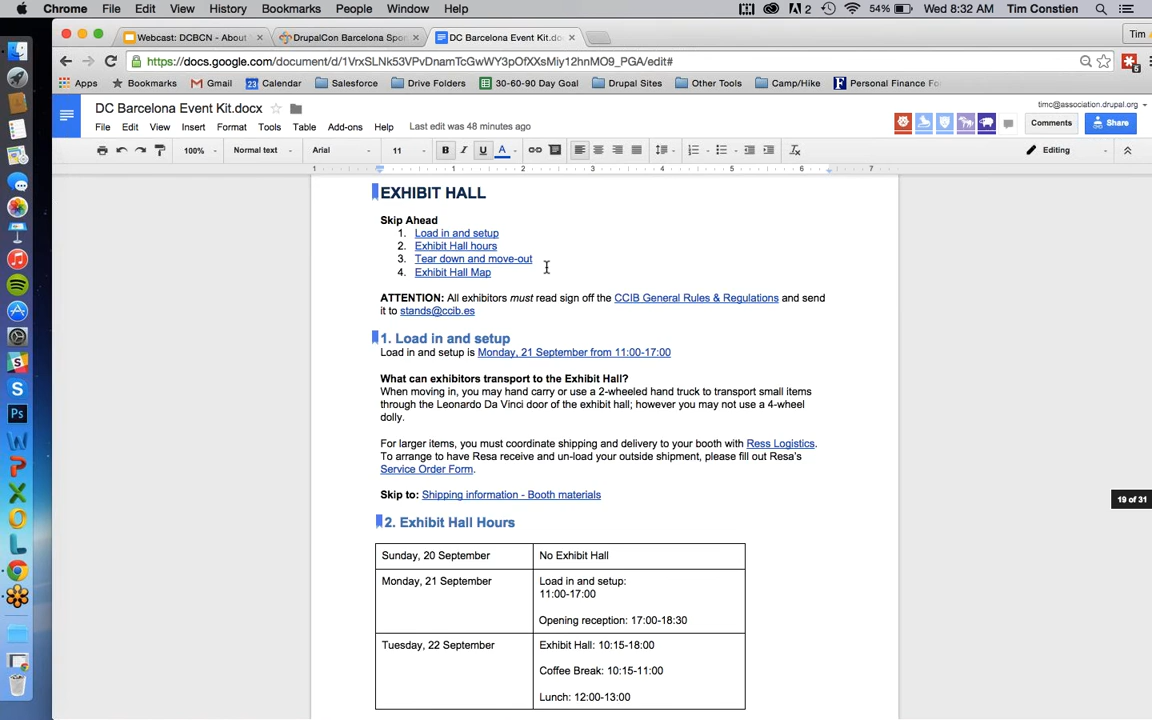 Chrome File Edit View History Bookmarks People Window Help 2 54% Wed 8:32 AM Tim Constien
Webcast: DCBCN - About × DrupalCon Barcelona Spon × DC Barcelona Event Kit.do × Tim
https://docs.google.com/document/d/1VrxSLNk53VPvDnamTcGwWY3pOfXXsMiy12hnMO9_PGA/edit#
Apps Bookmarks Gmail 23 Calendar Salesforce Drive Folders 30-60-90 Day Goal Drupal Sites Other Tools Camp/Hike Personal Finance For 5
DC Barcelona Event Kit.docx
timc@association.drupal.org
File Edit View Insert Format Tools Table Add-ons Help Last edit was 48 minutes ago Comments Share
100% Normal text Arial 11 B I U A Editing
1 1 2 3 4 5 6 7
EXHIBIT HALL
Skip Ahead
1. Load in and setup
2. Exhibit Hall hours
3. Tear down and move-out
4. Exhibit Hall Map
ATTENTION: All exhibitors must read sign off the CCIB General Rules & Regulations and send
it to stands@ccib.es
1. Load in and setup
Load in and setup is Monday, 21 September from 11:00-17:00
What can exhibitors transport to the Exhibit Hall?
When moving in, you may hand carry or use a 2-wheeled hand truck to transport small items
through the Leonardo Da Vinci door of the exhibit hall; however you may not use a 4-wheel
dolly.
For larger items, you must coordinate shipping and delivery to your booth with Ress Logistics.
To arrange to have Resa receive and un-load your outside shipment, please fill out Resa's
Service Order Form.
19 of 31
Skip to: Shipping information - Booth materials
2. Exhibit Hall Hours
Sunday, 20 September No Exhibit Hall
Monday, 21 September Load in and setup:
11:00-17:00
Opening reception: 17:00-18:30
Tuesday, 22 September Exhibit Hall: 10:15-18:00
Coffee Break: 10:15-11:00
Lunch: 12:00-13:00